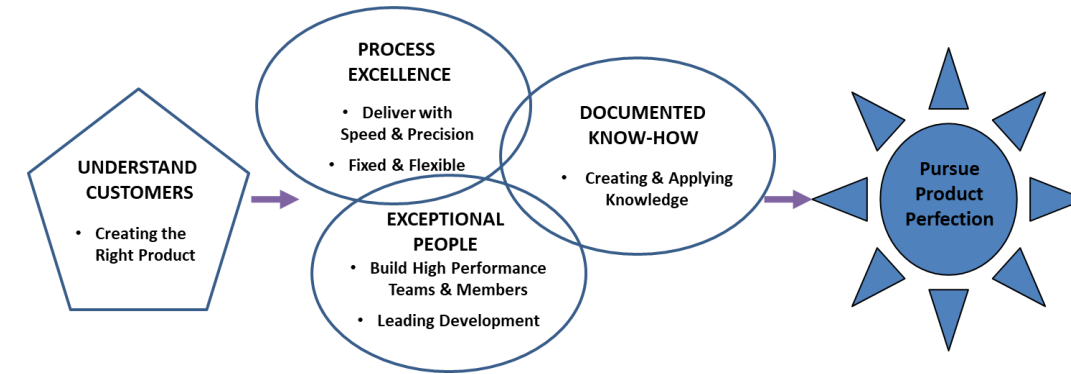 UNDERSTAND
CUSTOMERS
• Creating the
Right Product
PROCESS
EXCELLENCE
• Deliver with
Speed & Precision
• Fixed & Flexible
EXCEPTIONAL
PEOPLE
• Build High Performance
Teams & Members
• Leading Development
DOCUMENTED
KNOW-HOW
• Creating & Applying
Knowledge
Pursue
Product
Perfection